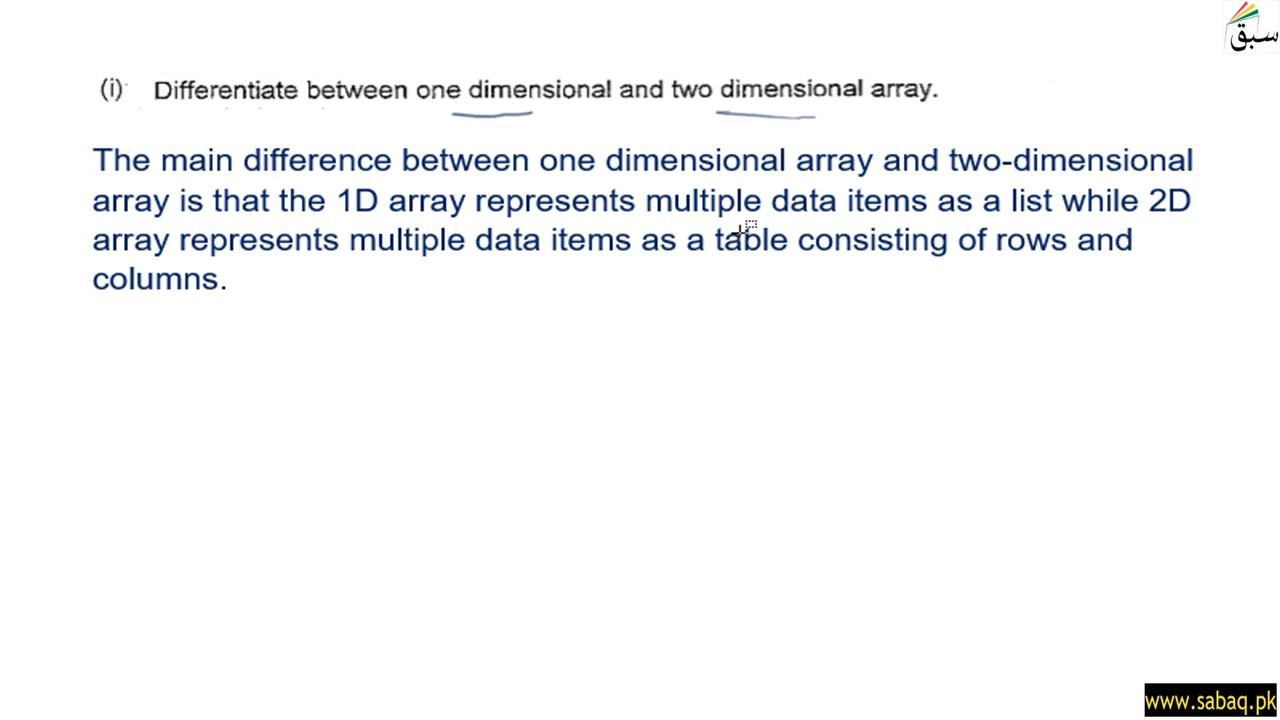 سبق
(i) Differentiate between one dimensional and two dimensional array.
The main difference between one dimensional array and two-dimensional
array is that the 1D array represents multiple data items as a list while 2D
array represents multiple data items as a table consisting of rows and
columns.
www.sabaq.pk